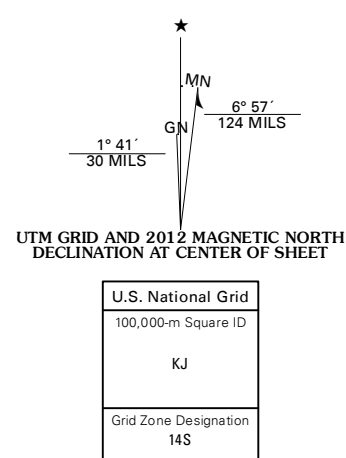 ★
MN
6° 57´
124 MILS
GN
1° 41´
30 MILS
UTM GRID AND 2012 MAGNETIC NORTH
DECLINATION AT CENTER OF SHEET
U.S. National Grid
100,000-m Square ID
KJ
Grid Zone Designation
14S